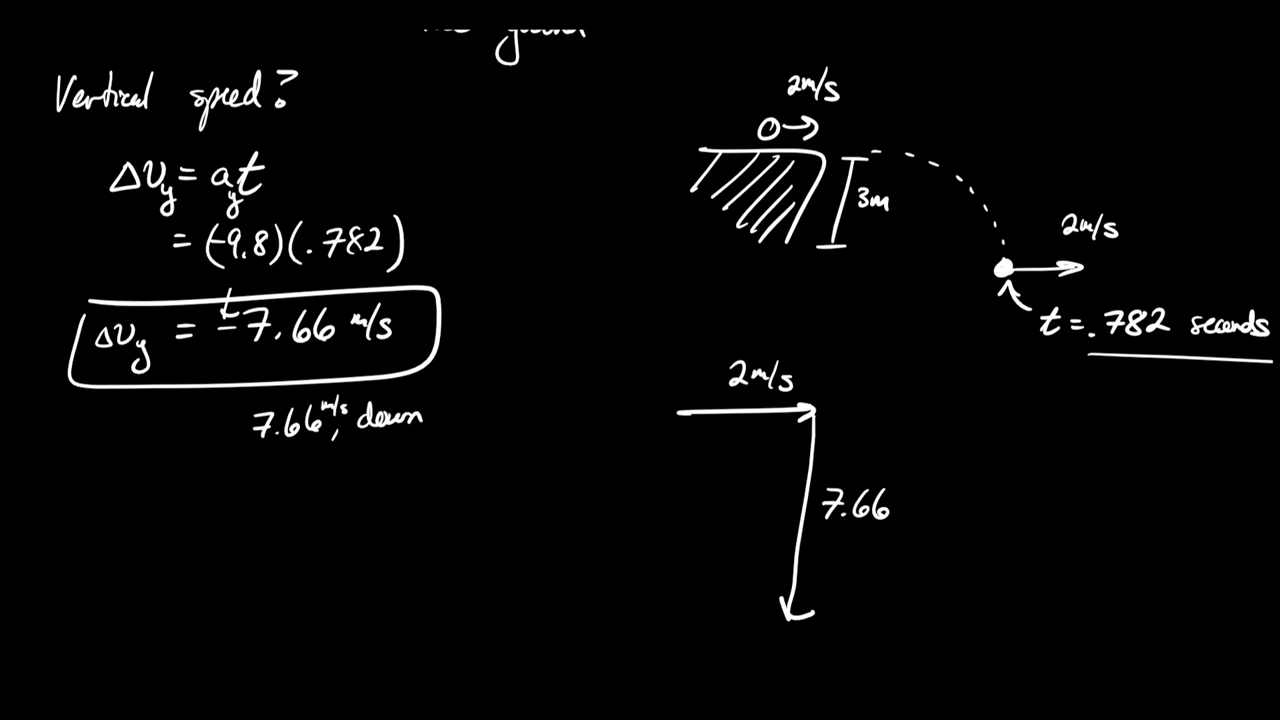 Vertical speed?
Δv_y = a_y t
= (-9.8)(.782)
Δv_y = -7.66 m/s
7.66 m/s, down
2m/s
3m
2m/s
t = .782 seconds
2m/s
7.66